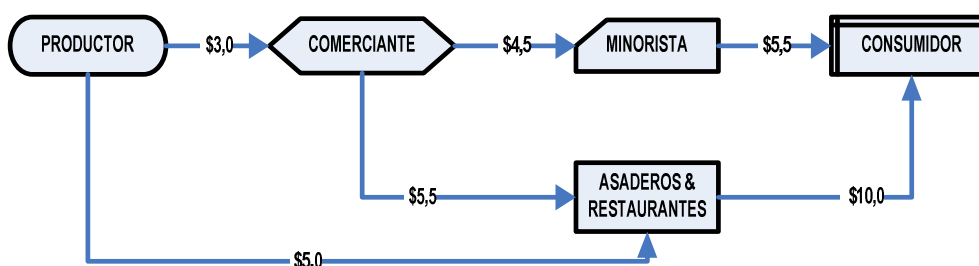 PRODUCTOR
$3,0
COMERCIANTE
$4,5
MINORISTA
$5,5
CONSUMIDOR
$5,5
ASADEROS &
RESTAURANTES
$10,0
$5,0